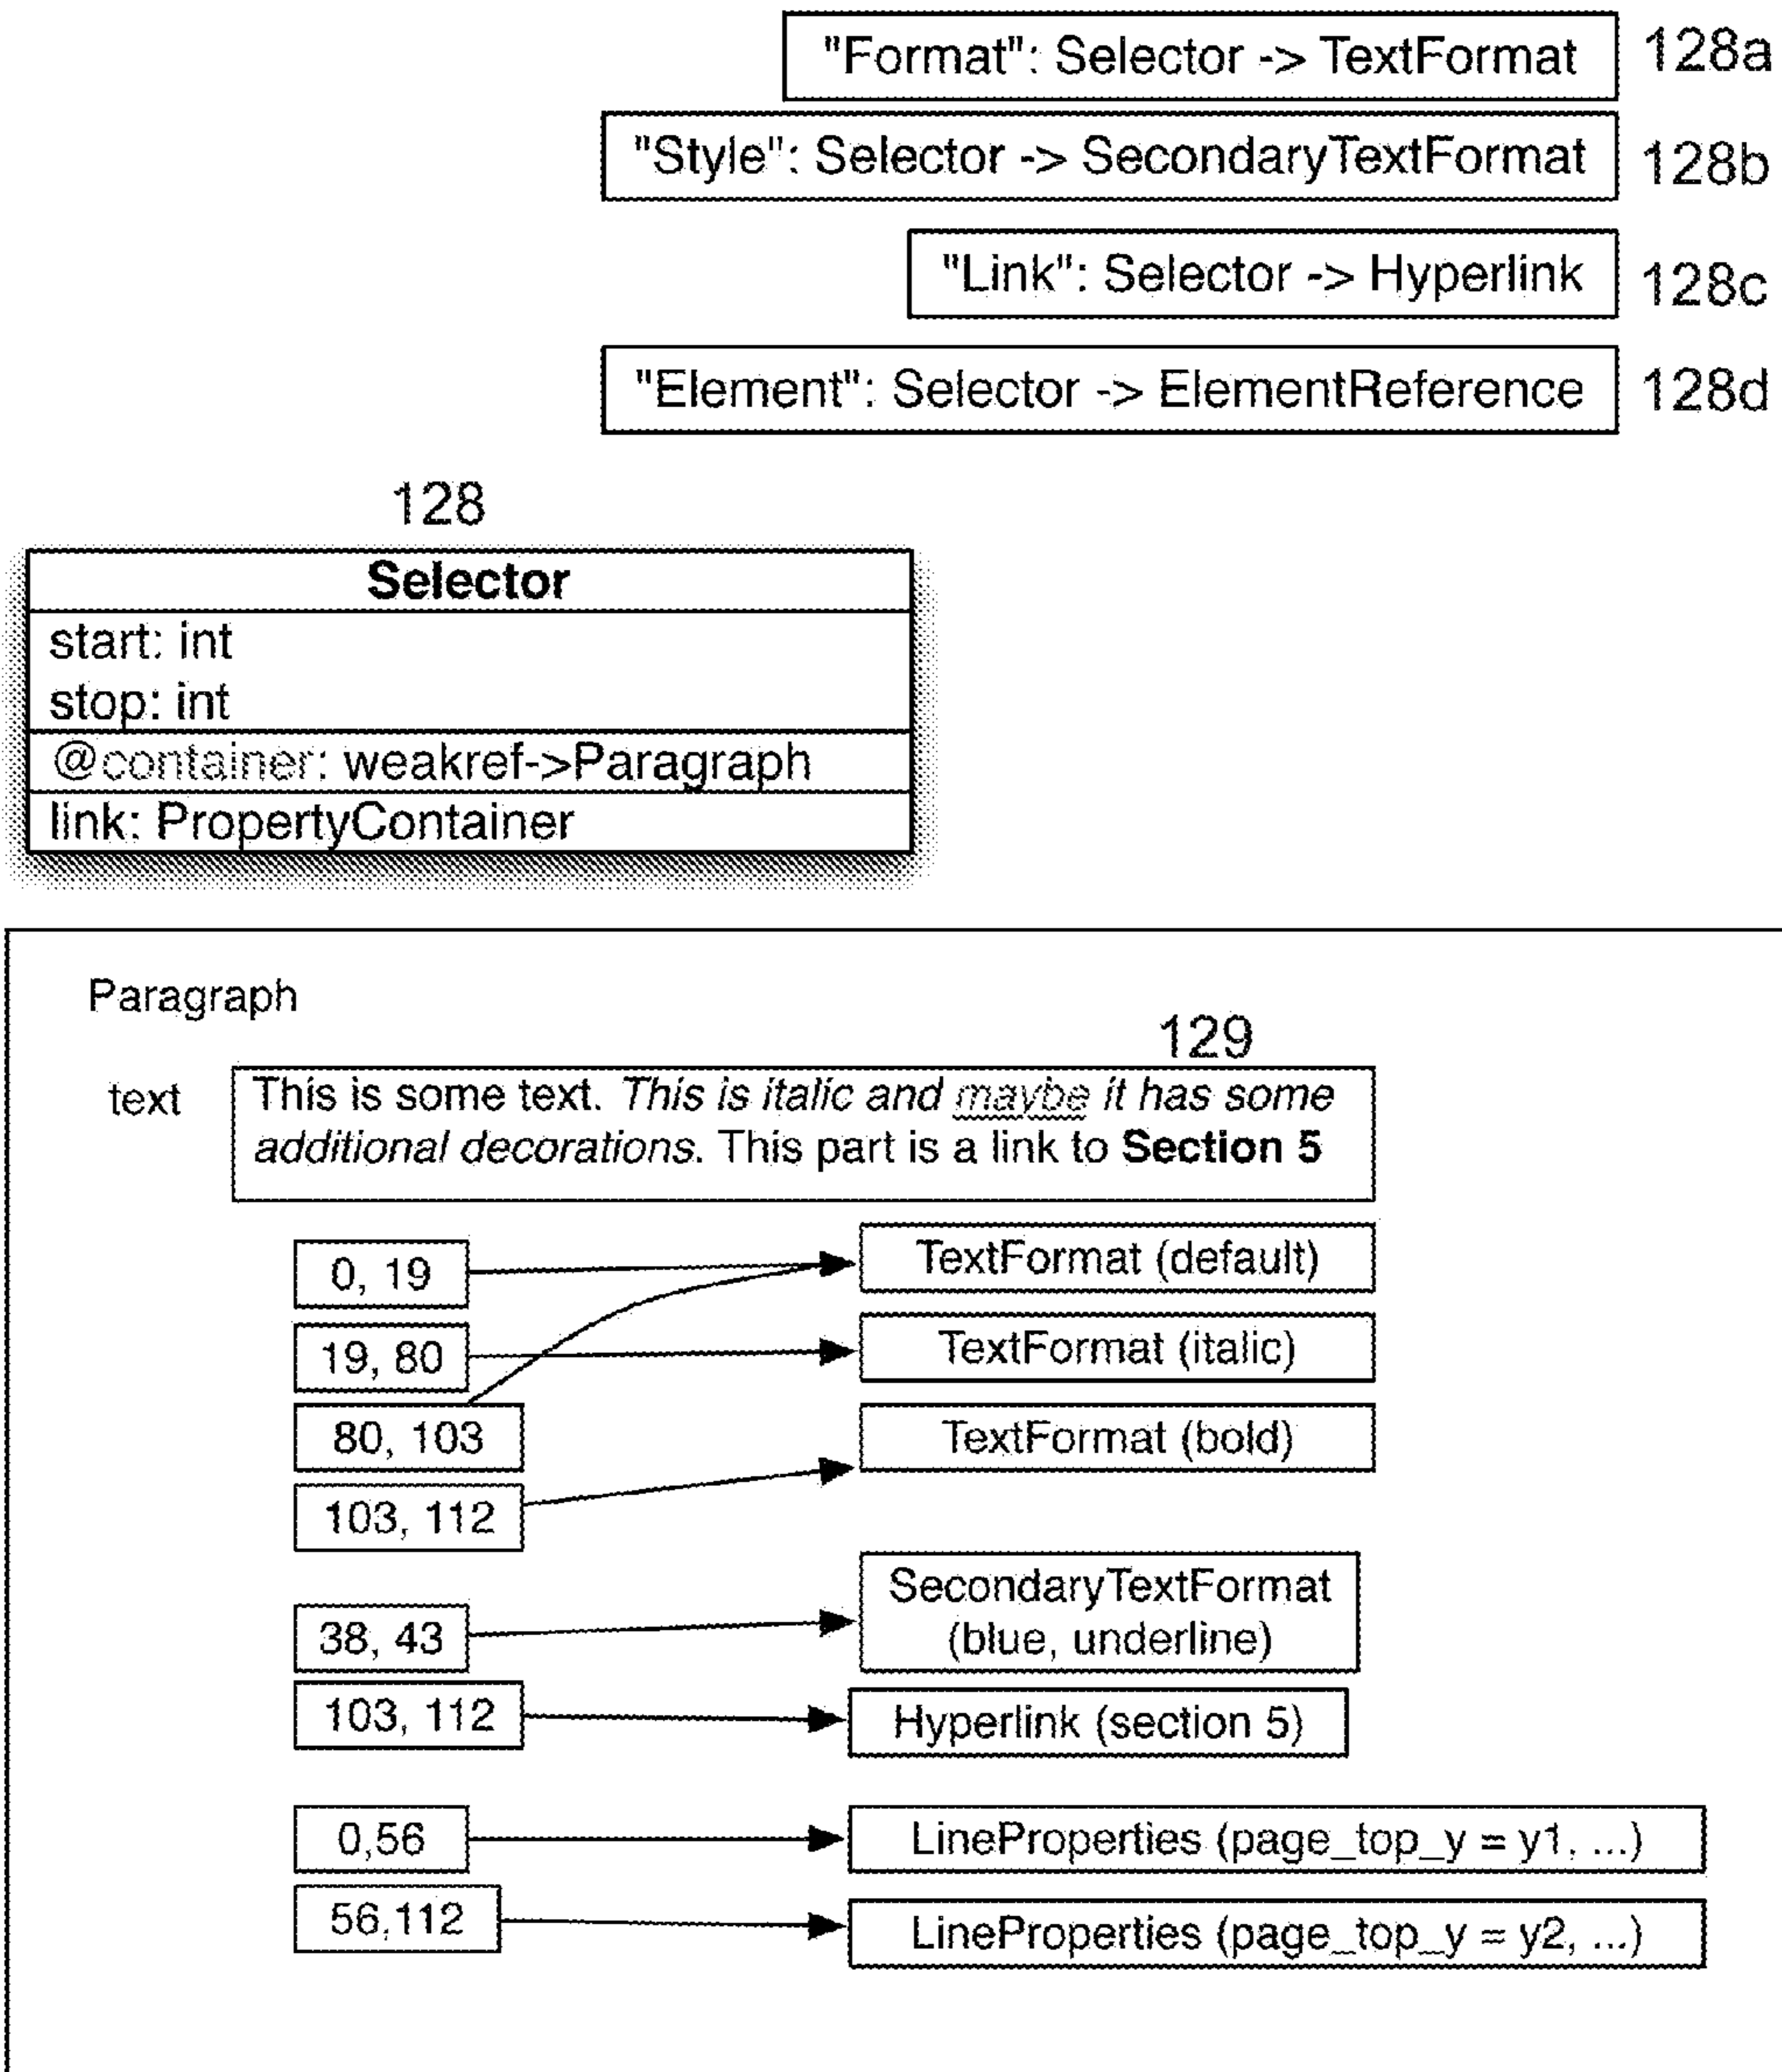 "Format": Selector -> TextFormat 128a
"Style": Selector -> SecondaryTextFormat 128b
"Link": Selector -> Hyperlink 128c
"Element": Selector -> ElementReference 128d
128
Selector
start: int
stop: int
@container: weakref->Paragraph
link: PropertyContainer
Paragraph
129
text
This is some text. This is italic and maybe it has some
additional decorations. This part is a link to Section 5
0, 19
TextFormat (default)
19, 80
TextFormat (italic)
80, 103
TextFormat (bold)
103, 112
SecondaryTextFormat
(blue, underline)
38, 43
103, 112
Hyperlink (section 5)
0,56
LineProperties (page_top_y = y1, ...)
56,112
LineProperties (page_top_y = y2, ...)